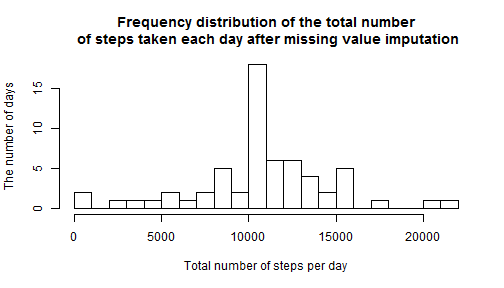 Frequency distribution of the total number
of steps taken each day after missing value imputation
The number of days
15
10
5
0
0 5000 10000 15000 20000
Total number of steps per day